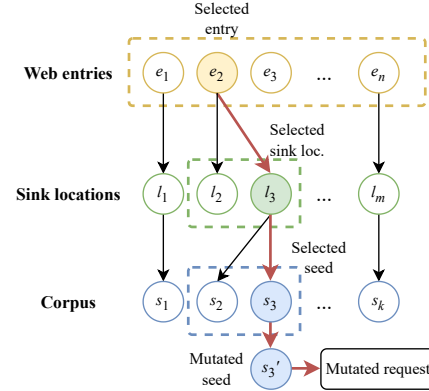 Selected
entry
Web entries e1 e2 e3 ... en
Selected
sink loc.
Sink locations l1 l2 l3 ... lm
Selected
seed
Corpus s1 s2 s3 ... sk
Mutated
seed
s3' Mutated request